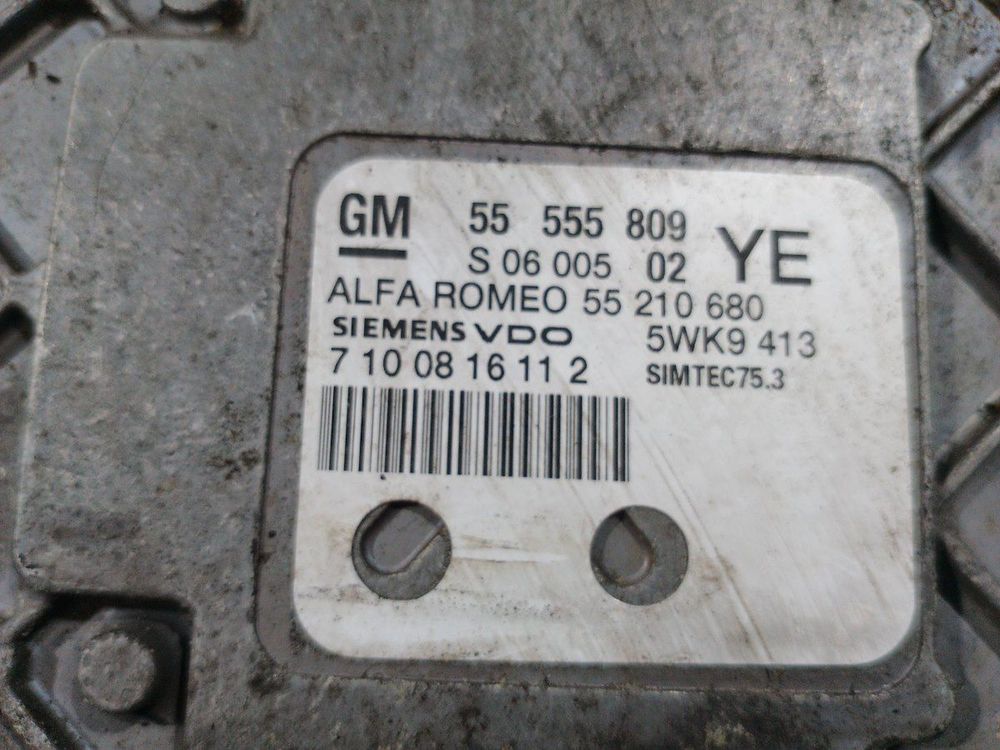 GM 55 555 809 YE
S 06 005 02
ALFA ROMEO 55 210 680
SIEMENS VDO 5WK9 413
7 10 08 16 11 2 SIMTEC75.3